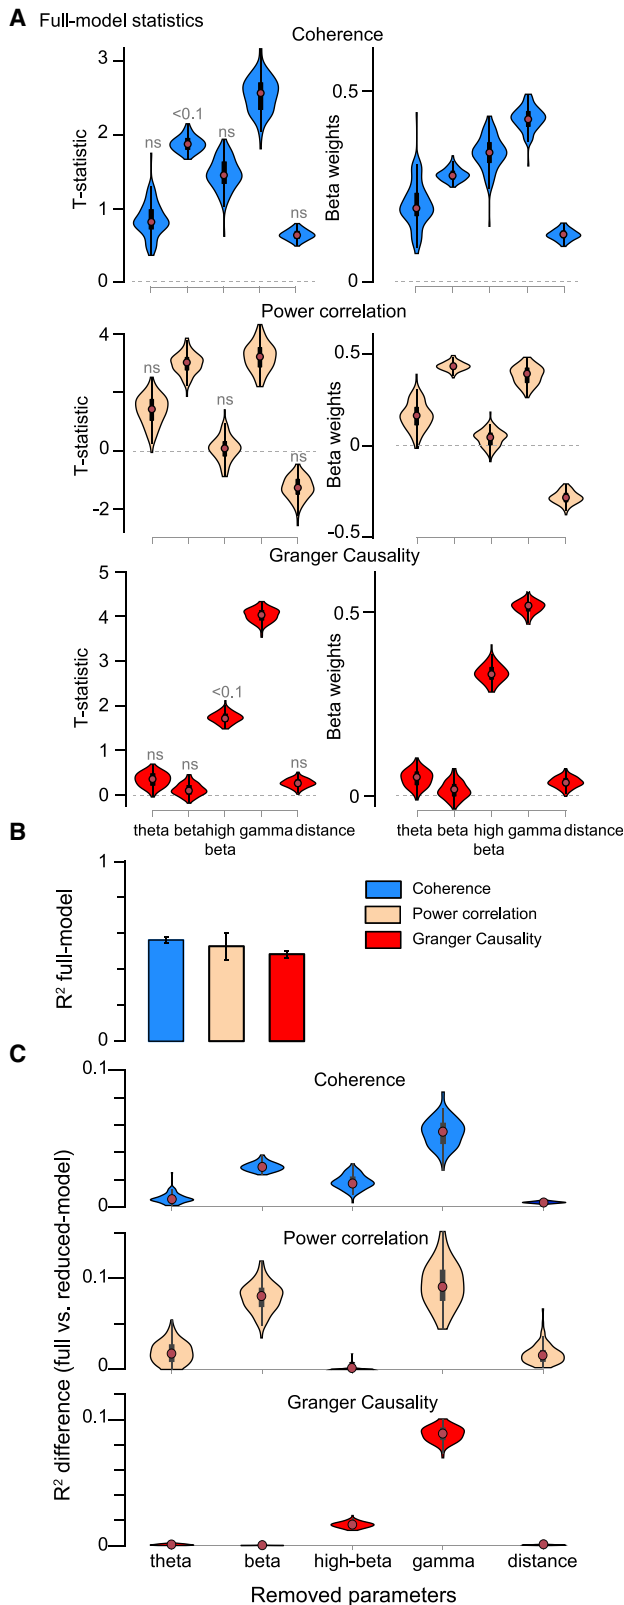 A Full-model statistics
Coherence
T-statistic
3
2
1
0
ns
<0.1
ns
ns
Beta weights
0.5
0
Power correlation
T-statistic
4
0
-2
ns
ns
ns
Beta weights
0.5
0
-0.5
Granger Causality
T-statistic
5
4
3
2
1
0
ns
ns
<0.1
ns
Beta weights
0.5
0
theta beta high gamma distance
beta
theta beta high gamma distance
beta
B
R² full-model
1
0
Coherence
Power correlation
Granger Causality
C
R² difference (full vs. reduced-model)
Coherence
0.1
0
Power correlation
0.1
0
Granger Causality
0.1
0
theta beta high-beta gamma distance
Removed parameters